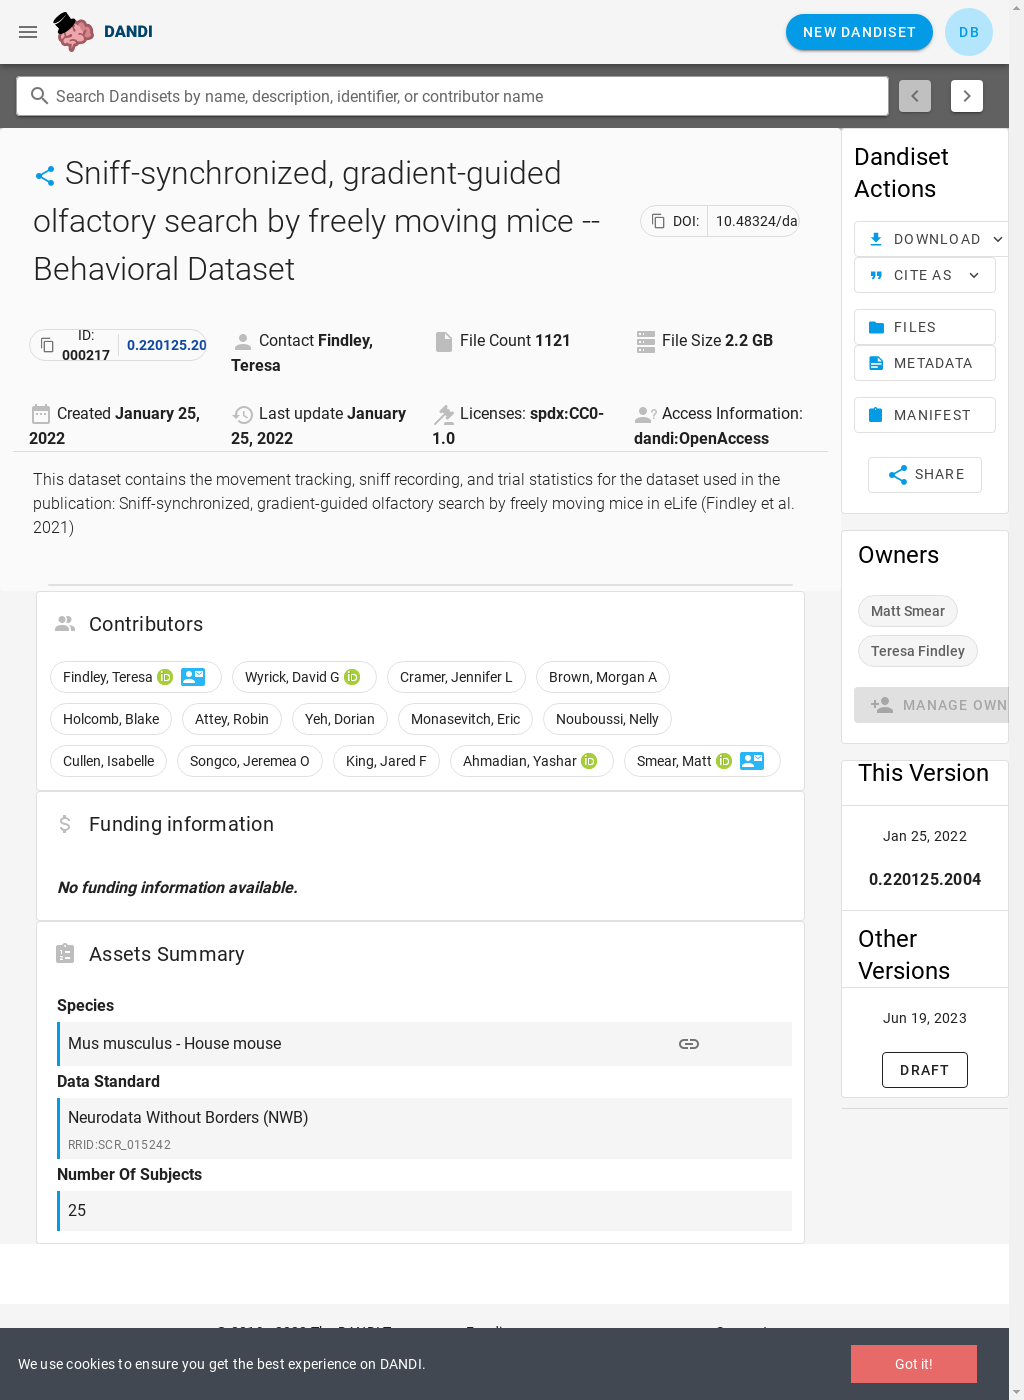 DANDI
NEW DANDISET
DB
Search Dandisets by name, description, identifier, or contributor name
Sniff-synchronized, gradient-guided
olfactory search by freely moving mice --
Behavioral Dataset
DOI: 10.48324/da
ID:
000217
0.220125.20
Contact Findley,
Teresa
File Count 1121
File Size 2.2 GB
Created January 25,
2022
Last update January
25, 2022
Licenses: spdx:CC0-
1.0
Access Information:
dandi:OpenAccess
This dataset contains the movement tracking, sniff recording, and trial statistics for the dataset used in the
publication: Sniff-synchronized, gradient-guided olfactory search by freely moving mice in eLife (Findley et al.
2021)
Contributors
Findley, Teresa Wyrick, David G Cramer, Jennifer L Brown, Morgan A
Holcomb, Blake Attey, Robin Yeh, Dorian Monasevitch, Eric Nouboussi, Nelly
Cullen, Isabelle Songco, Jeremea O King, Jared F Ahmadian, Yashar Smear, Matt
Funding information
No funding information available.
Assets Summary
Species
Mus musculus - House mouse
Data Standard
Neurodata Without Borders (NWB)
RRID:SCR_015242
Number Of Subjects
25
Dandiset
Actions
DOWNLOAD
CITE AS
FILES
METADATA
MANIFEST
SHARE
Owners
Matt Smear
Teresa Findley
MANAGE OWN
This Version
Jan 25, 2022
0.220125.2004
Other
Versions
Jun 19, 2023
DRAFT
We use cookies to ensure you get the best experience on DANDI.
Got it!